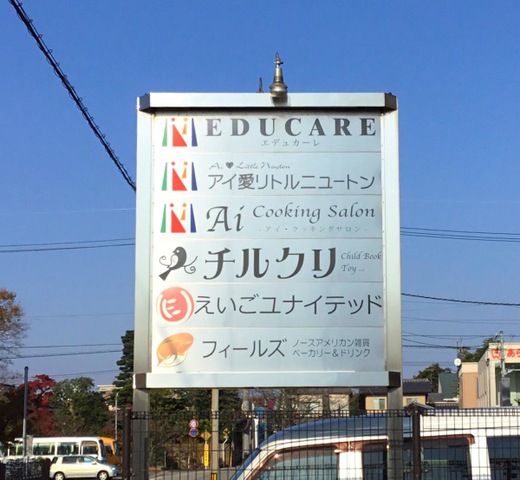 EDUCARE
エデュカーレ
Ai ♥ Little Newton
アイ愛リトルニュートン
Ai Cooking Salon
- アイ・クッキングサロン -
チルクリ Child Book
Toy ...
えいごユナイテッド
フィールズ ノースアメリカン雑貨
ベーカリー&ドリンク